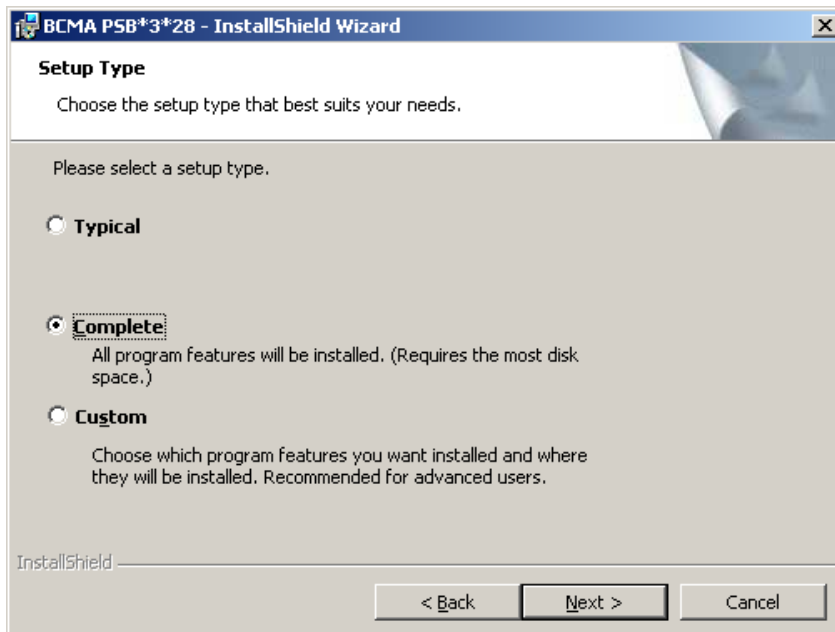 BCMA PSB*3*28 - InstallShield Wizard
Setup Type
Choose the setup type that best suits your needs.
Please select a setup type.
Typical
Complete
All program features will be installed. (Requires the most disk
space.)
Custom
Choose which program features you want installed and where
they will be installed. Recommended for advanced users.
InstallShield
< Back
Next >
Cancel